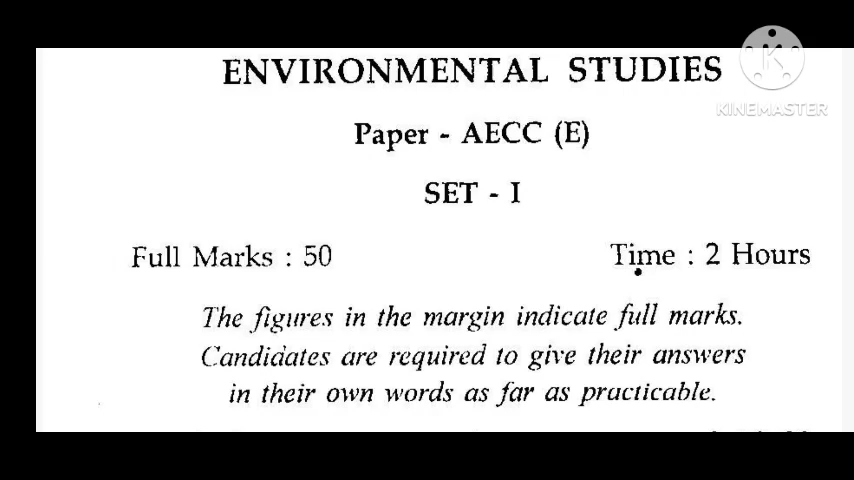 ENVIRONMENTAL STUDIES
KINEMASTER
Paper - AECC (E)
SET - I
Full Marks : 50 Time : 2 Hours
The figures in the margin indicate full marks.
Candidates are required to give their answers
in their own words as far as practicable.